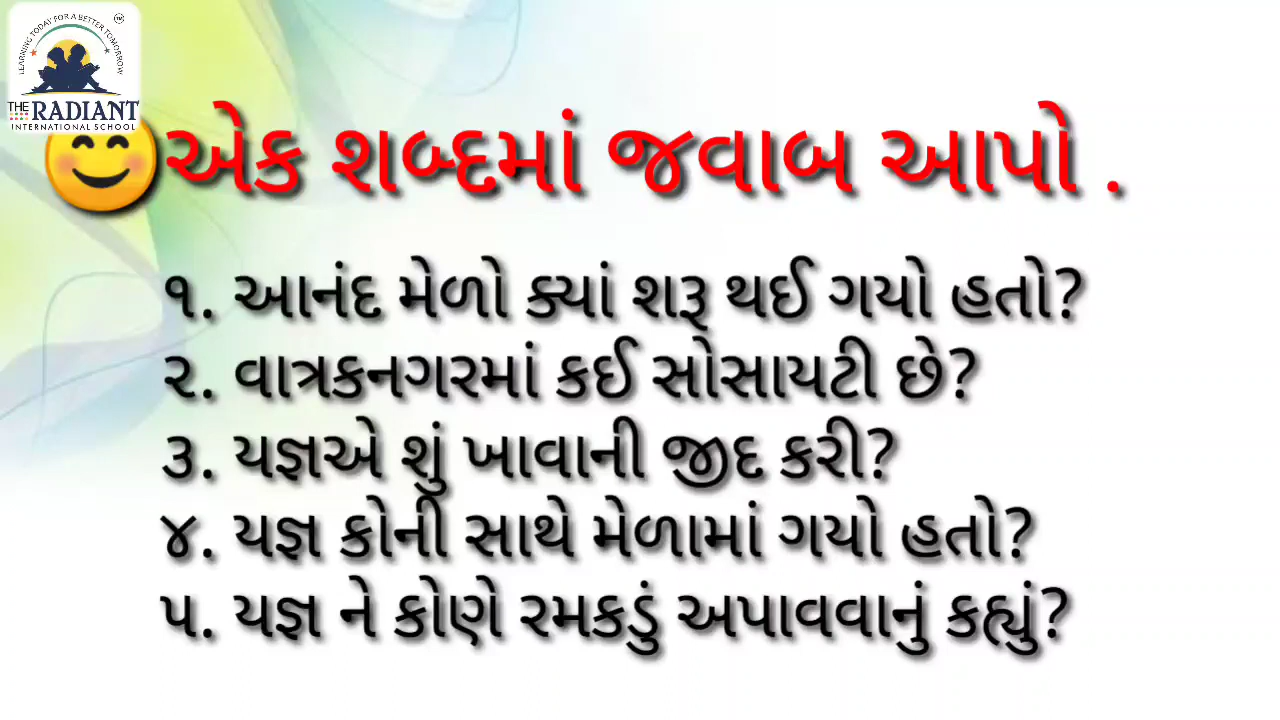 LEARNING TODAY FOR A BETTER TOMORROW
TM
THE RADIANT
INTERNATIONAL SCHOOL
એક શબ્દમાં જવાબ આપો .
૧. આનંદ મેળો ક્યાં શરૂ થઈ ગયો હતો?
૨. વાત્રકનગરમાં કઈ સોસાયટી છે?
૩. યજ્ઞએ શું ખાવાની જીદ કરી?
૪. યજ્ઞ કોની સાથે મેળામાં ગયો હતો?
૫. યજ્ઞ ને કોણે રમકડું અપાવવાનું કહ્યું?